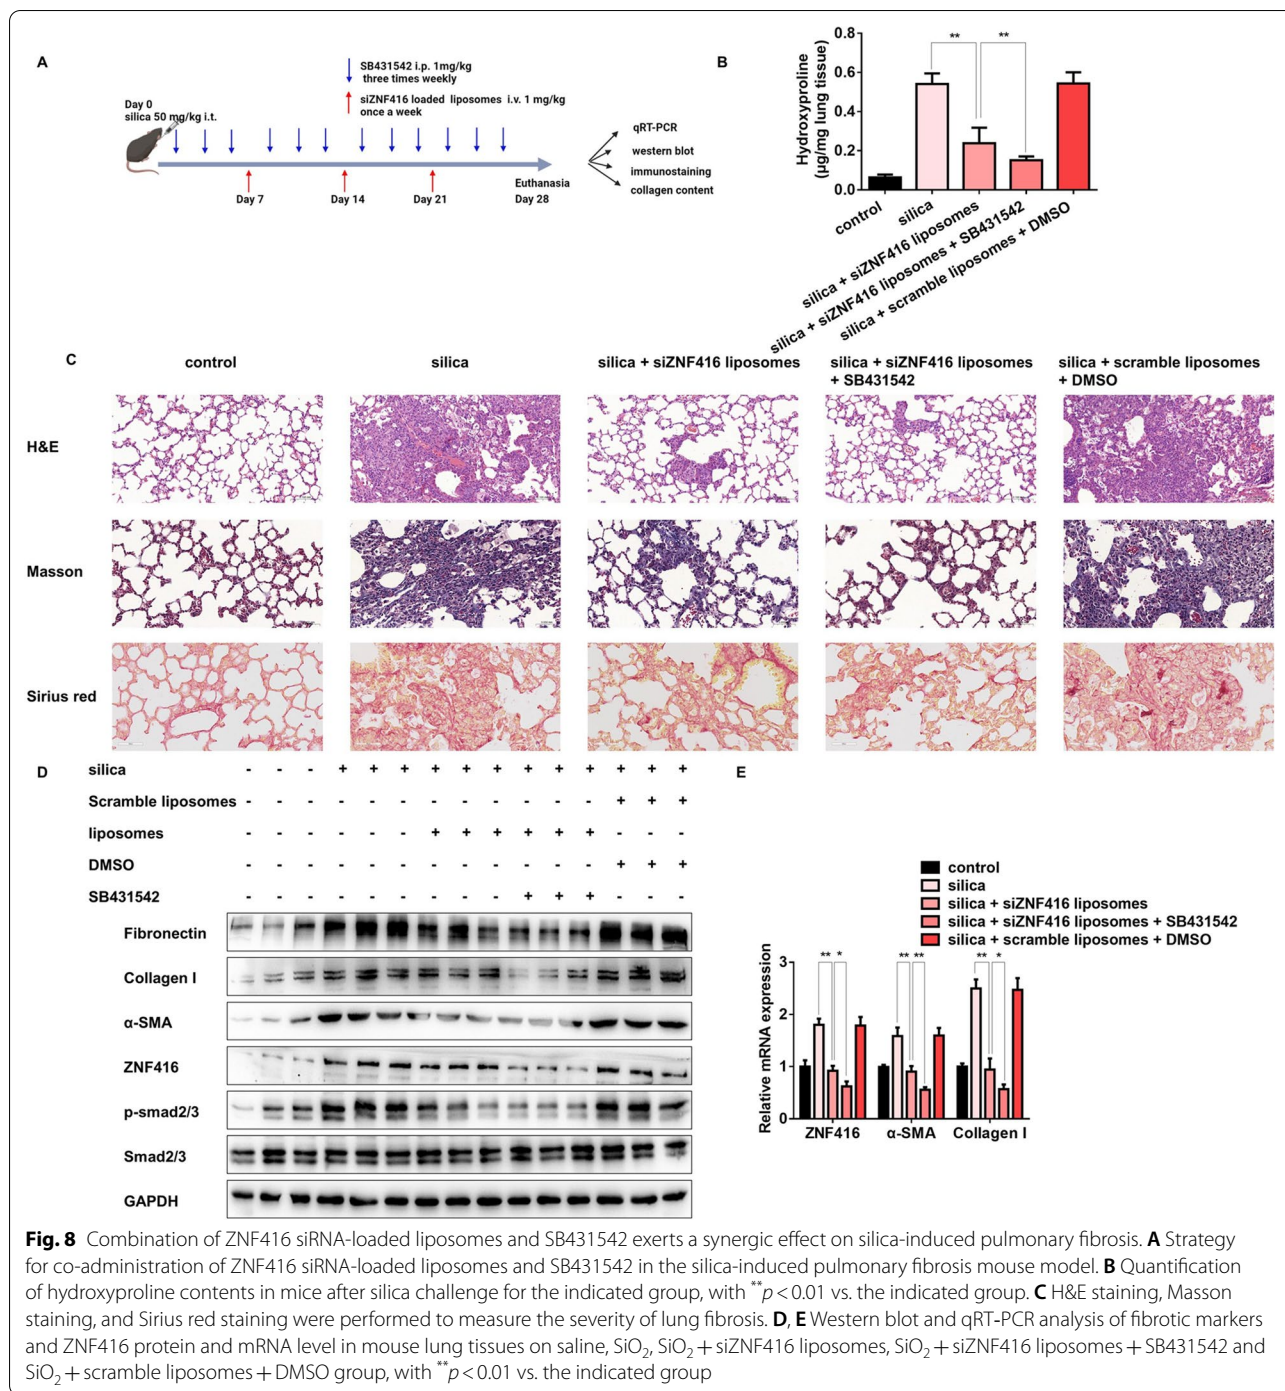 A
SB431542 i.p. 1mg/kg
three times weekly
siZNF416 loaded liposomes i.v. 1 mg/kg
once a week
Day 0
silica 50 mg/kg i.t.
Day 7
Day 14
Day 21
Euthanasia
Day 28
qRT-PCR
western blot
immunostaining
collagen content
B
Hydroxyproline
(μg/mg lung tissue)
0.8
0.6
0.4
0.2
0.0
** **
control
silica
silica + siZNF416 liposomes
silica + siZNF416 liposomes + SB431542
silica + scramble liposomes + DMSO
C
control silica silica + siZNF416 liposomes silica + siZNF416 liposomes + SB431542 silica + scramble liposomes + DMSO
H&E
Masson
Sirius red
D
silica - - - + + + + + + + + + + + +
Scramble liposomes - - - - - - - - - - - - + + +
liposomes - - - - - - + + + + + + - - -
DMSO - - - - - - - - - - - - + + +
SB431542 - - - - - - - - - + + + - - -
Fibronectin
Collagen I
α-SMA
ZNF416
p-smad2/3
Smad2/3
GAPDH
E
control
silica
silica + siZNF416 liposomes
silica + siZNF416 liposomes + SB431542
silica + scramble liposomes + DMSO
Relative mRNA expression
3
2
1
0
** * ** ** ** *
ZNF416 α-SMA Collagen I
Fig. 8 Combination of ZNF416 siRNA-loaded liposomes and SB431542 exerts a synergic effect on silica-induced pulmonary fibrosis. A Strategy
for co-administration of ZNF416 siRNA-loaded liposomes and SB431542 in the silica-induced pulmonary fibrosis mouse model. B Quantification
of hydroxyproline contents in mice after silica challenge for the indicated group, with **p < 0.01 vs. the indicated group. C H&E staining, Masson
staining, and Sirius red staining were performed to measure the severity of lung fibrosis. D, E Western blot and qRT-PCR analysis of fibrotic markers
and ZNF416 protein and mRNA level in mouse lung tissues on saline, SiO₂, SiO₂ + siZNF416 liposomes, SiO₂ + siZNF416 liposomes + SB431542 and
SiO₂ + scramble liposomes + DMSO group, with **p < 0.01 vs. the indicated group